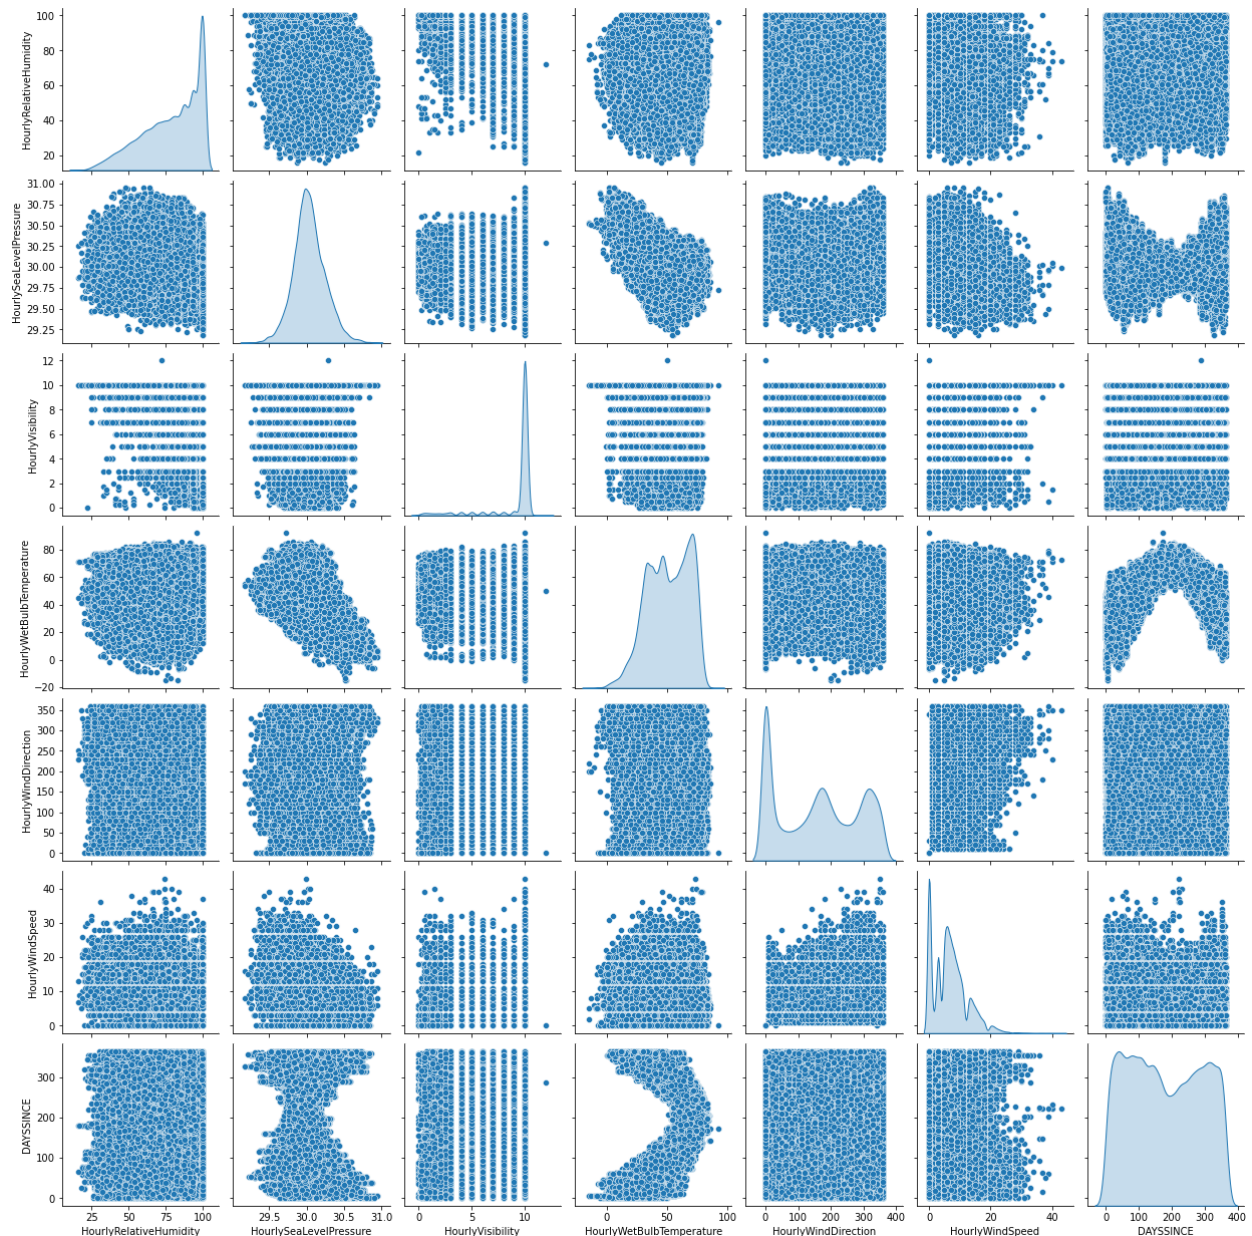 HourlyRelativeHumidity
100
80
60
40
20
HourlySeaLevelPressure
31.00
30.75
30.50
30.25
30.00
29.75
29.50
29.25
HourlyVisibility
12
10
8
6
4
2
0
HourlyWetBulbTemperature
80
60
40
20
0
−20
HourlyWindDirection
350
300
250
200
150
100
50
0
HourlyWindSpeed
40
30
20
10
0
DAYSSINCE
300
200
100
0
25 50 75 100
HourlyRelativeHumidity
29.5 30.0 30.5 31.0
HourlySeaLevelPressure
0 5 10
HourlyVisibility
0 50 100
HourlyWetBulbTemperature
0 100 200 300 400
HourlyWindDirection
0 20 40
HourlyWindSpeed
0 100 200 300 400
DAYSSINCE